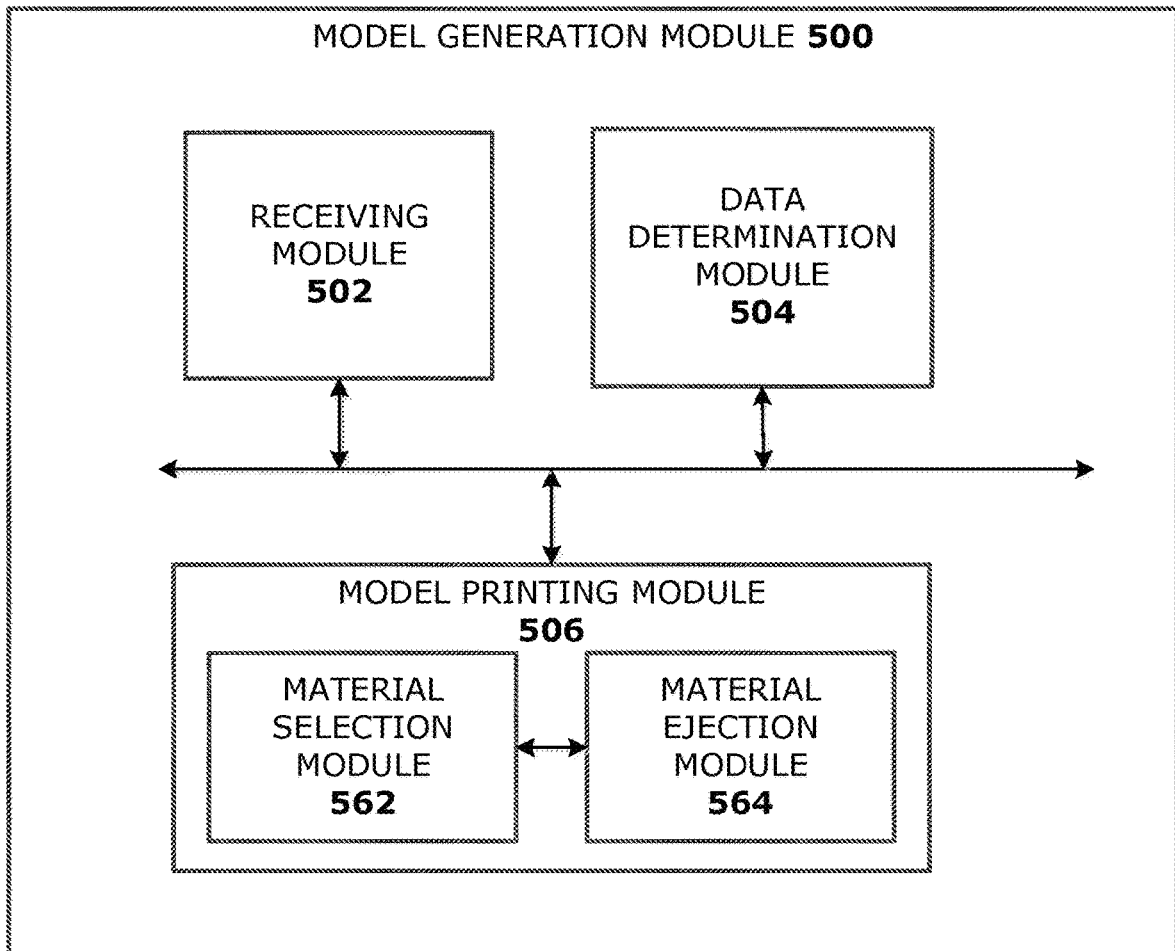 MODEL GENERATION MODULE 500
RECEIVING
MODULE
502
DATA
DETERMINATION
MODULE
504
MODEL PRINTING MODULE
506
MATERIAL
SELECTION
MODULE
562
MATERIAL
EJECTION
MODULE
564